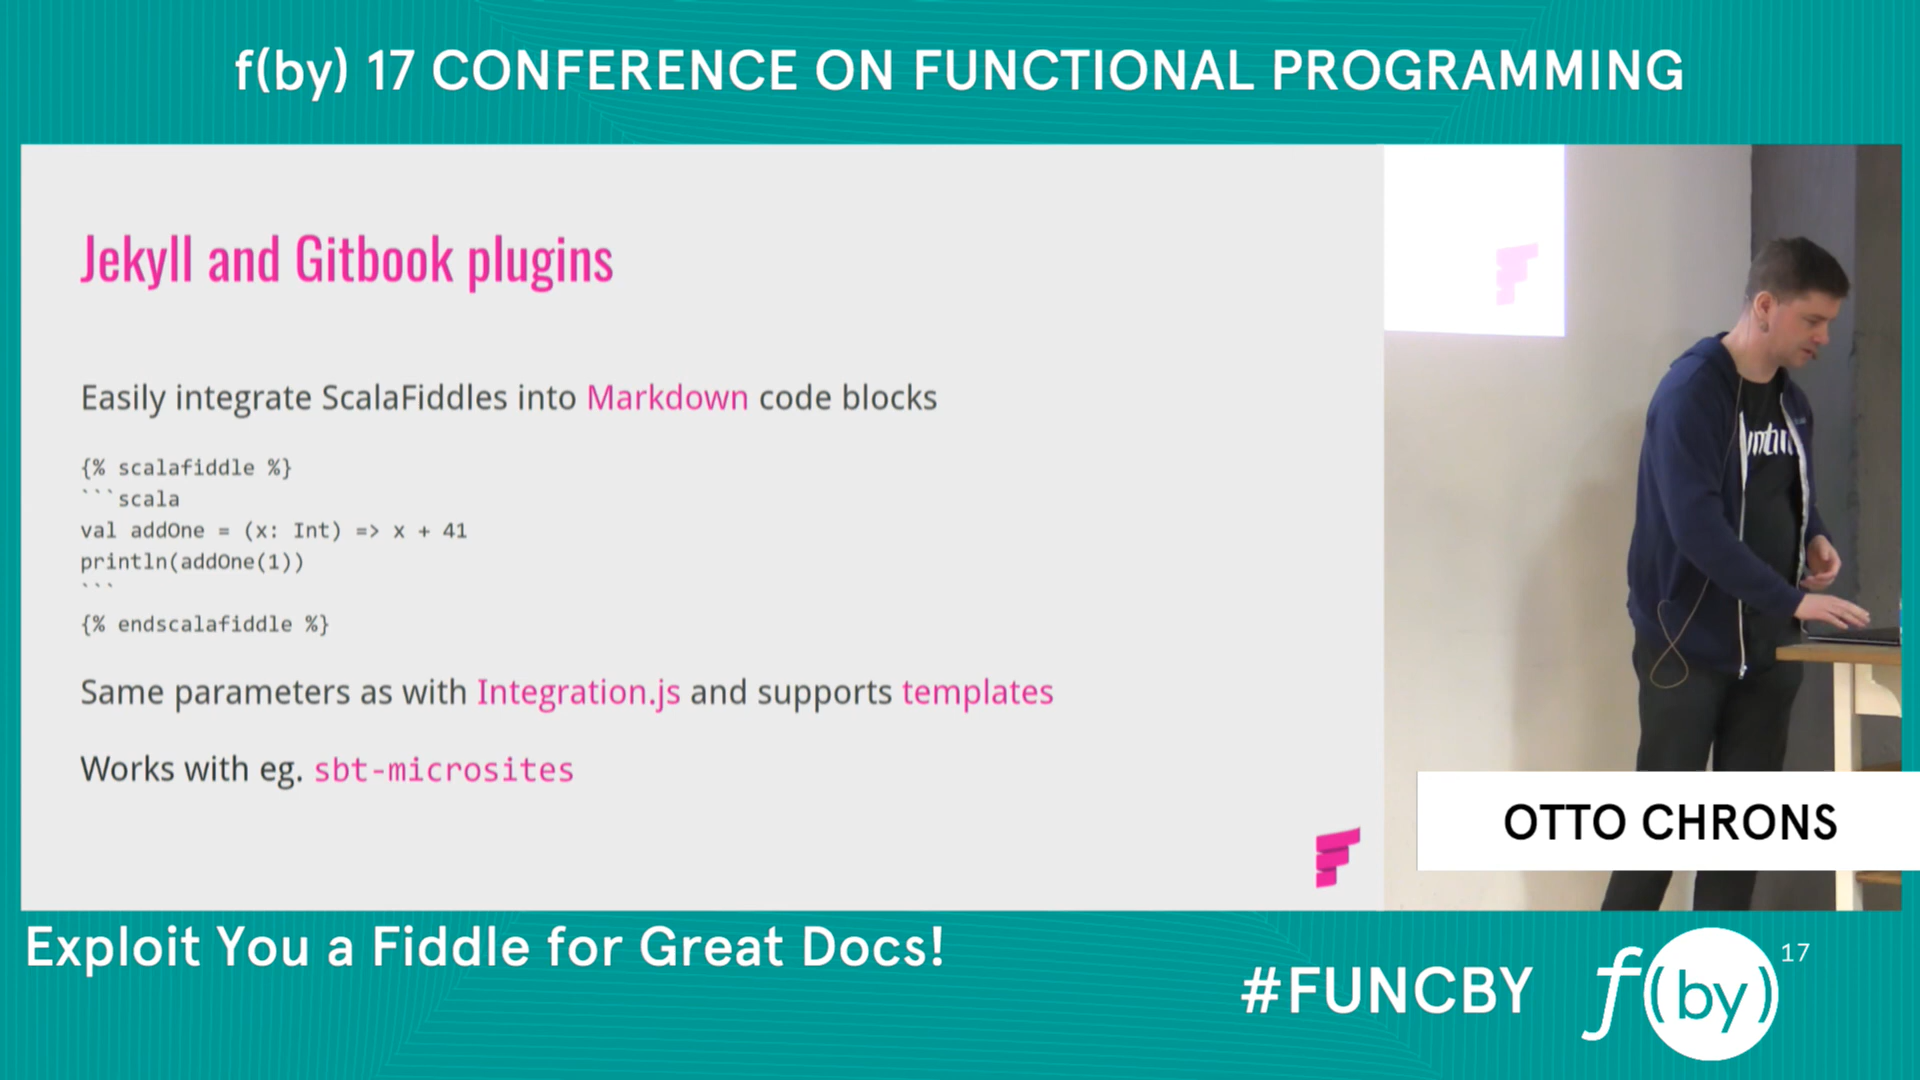 f(by) 17 CONFERENCE ON FUNCTIONAL PROGRAMMING
Jekyll and Gitbook plugins
Easily integrate ScalaFiddles into Markdown code blocks
{% scalafiddle %}
```scala
val addOne = (x: Int) => x + 41
println(addOne(1))
```
{% endscalafiddle %}
Same parameters as with Integration.js and supports templates
Works with eg. sbt-microsites
OTTO CHRONS
Exploit You a Fiddle for Great Docs!
#FUNCBY
f(by) 17